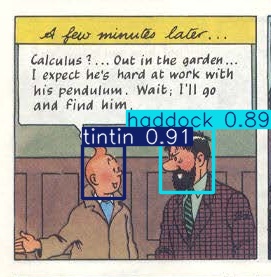 A few minutes later...
Calculus?... Out in the garden...
I expect he's hard at work with
his pendulum. Wait; I'll go
and find him.
haddock 0.89
tintin 0.91